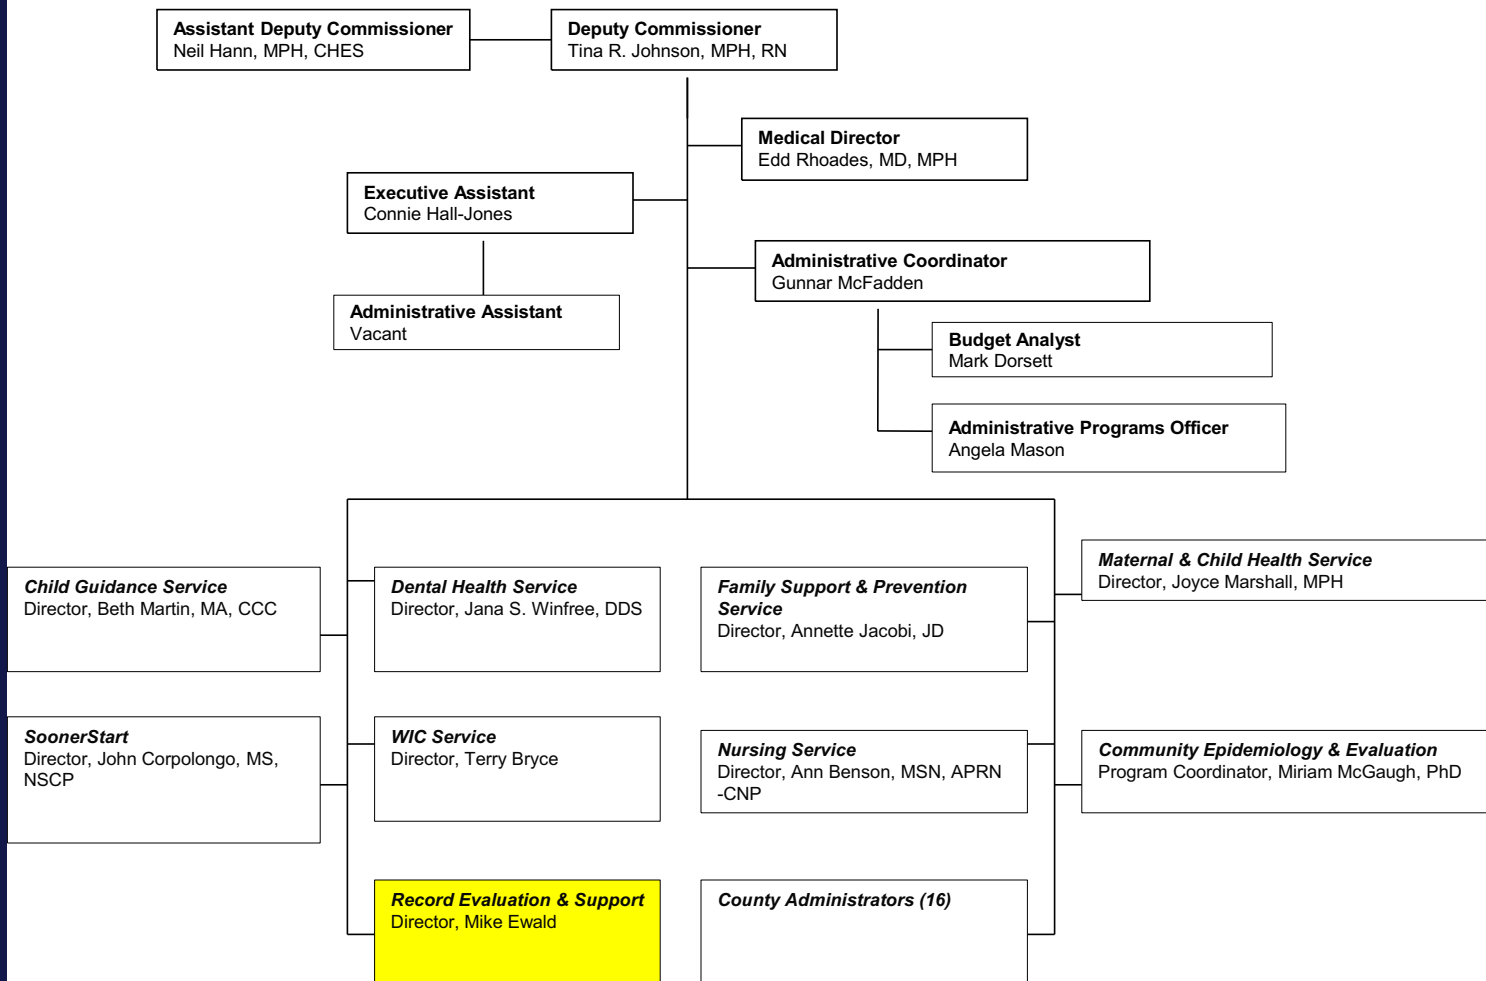 Assistant Deputy Commissioner
Neil Hann, MPH, CHES
Deputy Commissioner
Tina R. Johnson, MPH, RN
Medical Director
Edd Rhoades, MD, MPH
Executive Assistant
Connie Hall-Jones
Administrative Coordinator
Gunnar McFadden
Administrative Assistant
Vacant
Budget Analyst
Mark Dorsett
Administrative Programs Officer
Angela Mason
Child Guidance Service
Director, Beth Martin, MA, CCC
Dental Health Service
Director, Jana S. Winfree, DDS
Family Support & Prevention
Service
Director, Annette Jacobi, JD
Maternal & Child Health Service
Director, Joyce Marshall, MPH
SoonerStart
Director, John Corpolongo, MS,
NSCP
WIC Service
Director, Terry Bryce
Nursing Service
Director, Ann Benson, MSN, APRN
-CNP
Community Epidemiology & Evaluation
Program Coordinator, Miriam McGaugh, PhD
Record Evaluation & Support
Director, Mike Ewald
County Administrators (16)